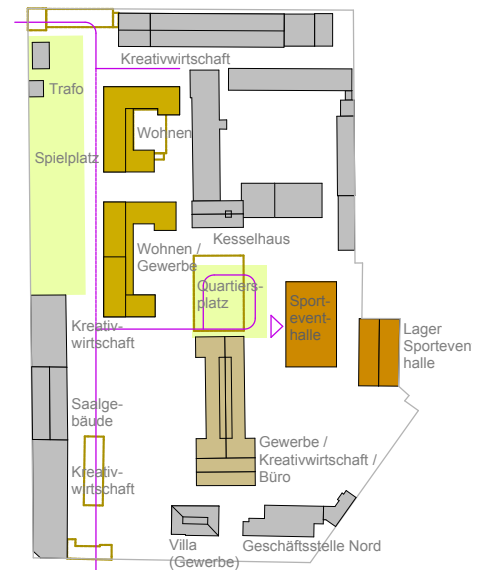 Kreativwirtschaft
Trafo
Wohnen
Spielplatz
Kesselhaus
Wohnen /
Gewerbe
Quartiers-
platz
Sport-
event-
halle
Kreativ-
wirtschaft
Lager
Sporteven
halle
Saalge-
bäude
Gewerbe /
Kreativwirtschaft /
Büro
Kreativ-
wirtschaft
Villa
(Gewerbe)
Geschäftsstelle Nord